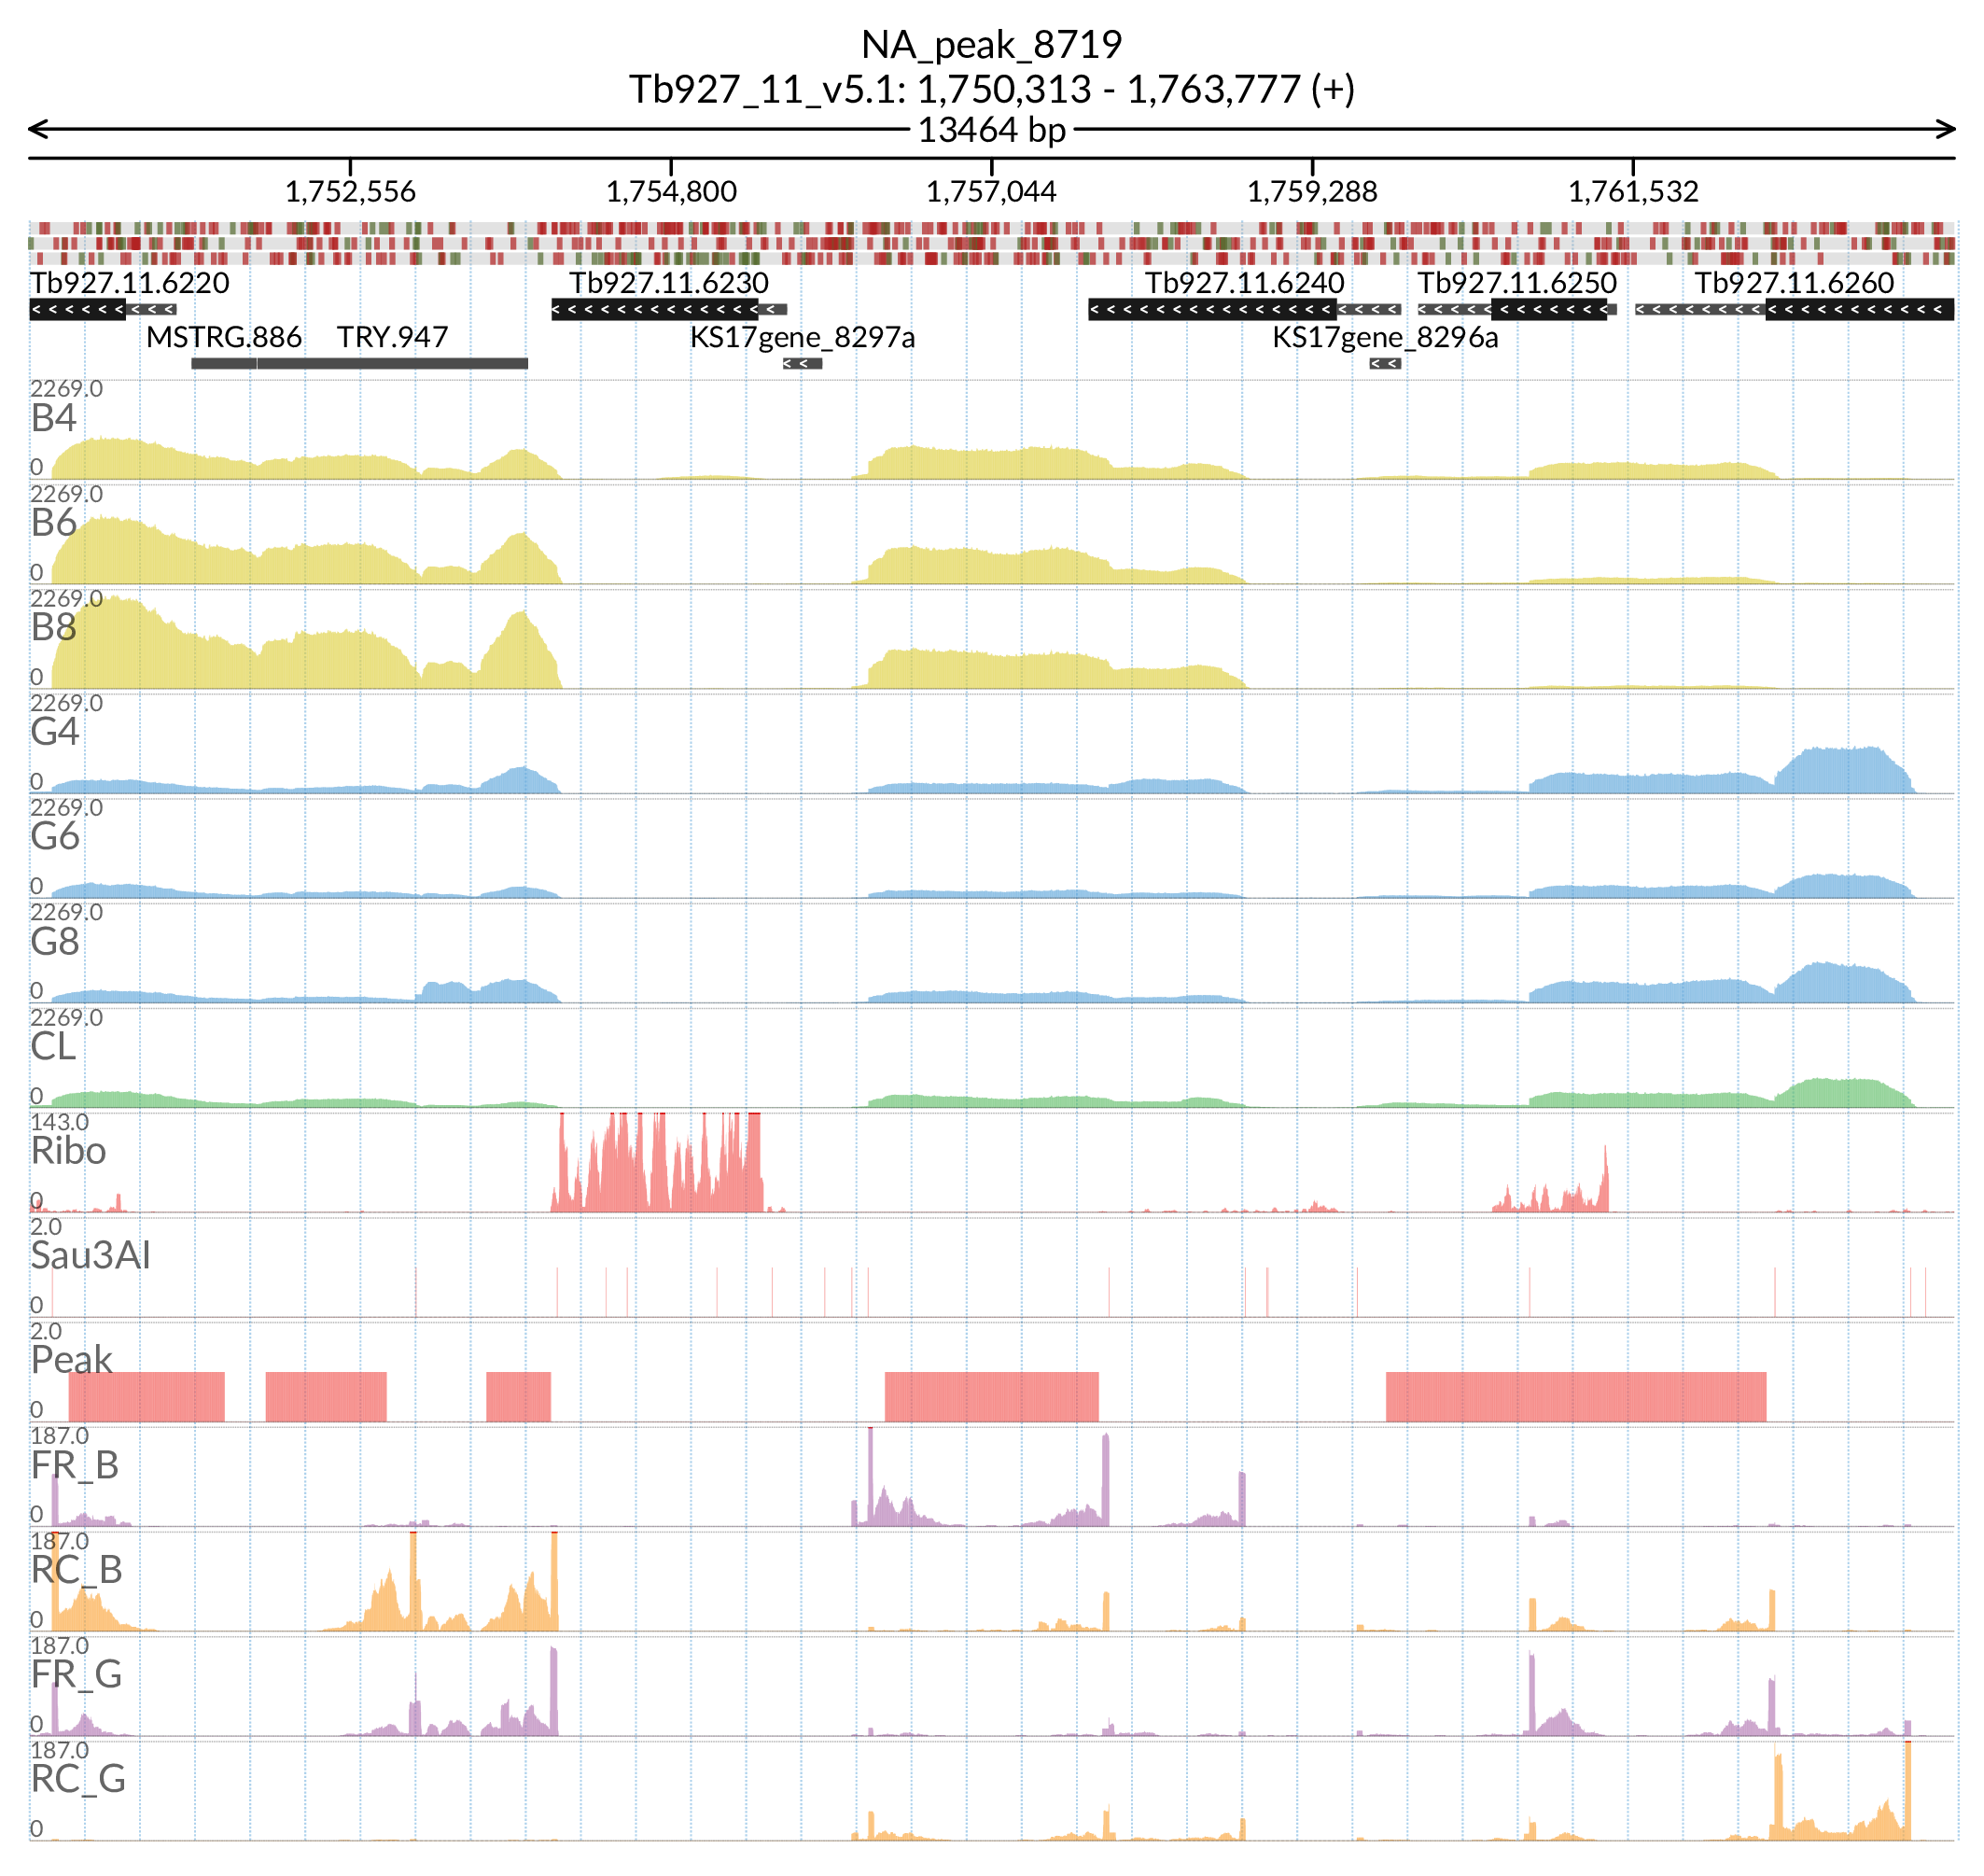 NA_peak_8719
Tb927_11_v5.1: 1,750,313 - 1,763,777 (+)
13464 bp
1,752,556 1,754,800 1,757,044 1,759,288 1,761,532
Tb927.11.6220 Tb927.11.6230 Tb927.11.6240 Tb927.11.6250 Tb927.11.6260
MSTRG.886 TRY.947 KS17gene_8297a KS17gene_8296a
2269.0
B4
0
2269.0
B6
0
2269.0
B8
0
2269.0
G4
0
2269.0
G6
0
2269.0
G8
0
2269.0
CL
0
143.0
Ribo
0
2.0
Sau3AI
0
2.0
Peak
0
187.0
FR_B
0
187.0
RC_B
0
187.0
FR_G
0
187.0
RC_G
0